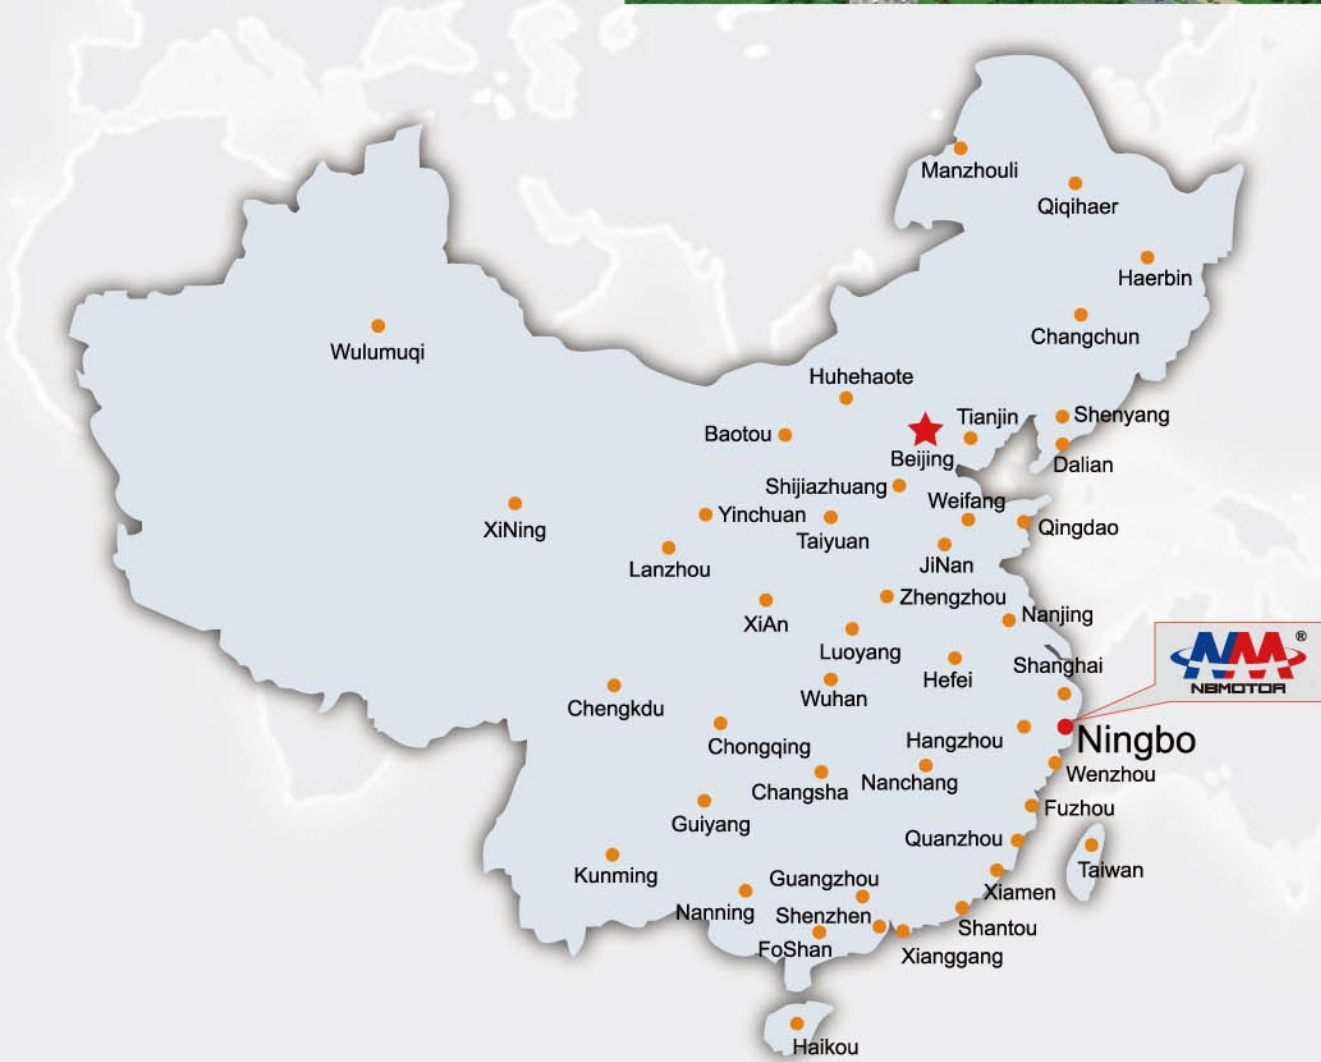 Manzhouli
Qiqihaer
Haerbin
Changchun
Wulumuqi
Huhehaote
Tianjin
Shenyang
Baotou
Beijing
Dalian
Shijiazhuang
Weifang
XiNing
Yinchuan
Taiyuan
Qingdao
Lanzhou
JiNan
Zhengzhou
XiAn
Nanjing
Luoyang
Shanghai
NM®
NBMOTOR
Hefei
Wuhan
Chengkdu
Chongqing
Hangzhou
Ningbo
Wenzhou
Changsha
Nanchang
Fuzhou
Guiyang
Quanzhou
Kunming
Guangzhou
Taiwan
Xiamen
Nanning
Shenzhen
Shantou
FoShan
Xianggang
Haikou